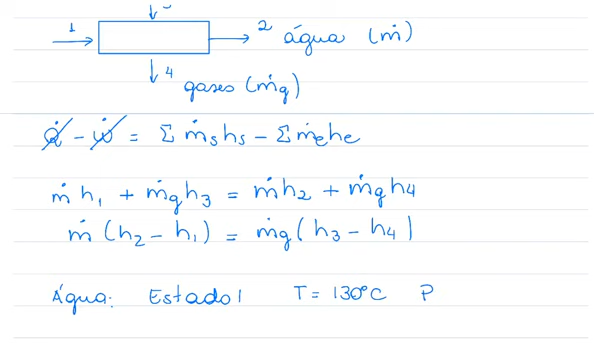 1
2 água (ṁ)
4
gases (ṁg)
Q̇ - Ẇ = Σ ṁs hs - Σ ṁe he
ṁ h₁ + ṁg h₃ = ṁ h₂ + ṁg h₄
ṁ (h₂ - h₁) = ṁg (h₃ - h₄)
Água: Estado 1 T = 130°C P